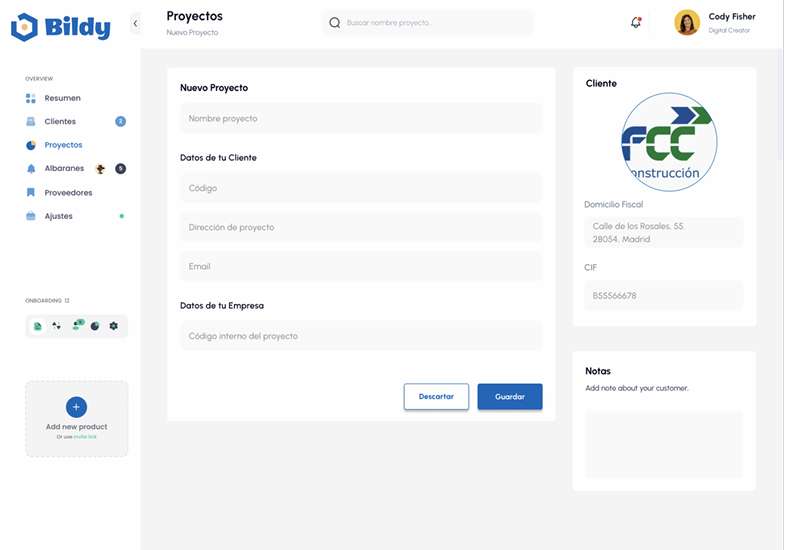 Bildy
Proyectos
Nuevo Proyecto
Buscar nombre proyecto..
Cody Fisher
Digital Creator
OVERVIEW
Resumen
Clientes 2
Proyectos
Albaranes 5
Proveedores
Ajustes
ONBOARDING 12
Add new product
Or use invite link
Nuevo Proyecto
Nombre proyecto
Datos de tu Cliente
Código
Dirección de proyecto
Email
Datos de tu Empresa
Código interno del proyecto
Descartar
Guardar
Cliente
FCC
onstrucción
Domicilio Fiscal
Calle de los Rosales, 55.
28054, Madrid
CIF
B55566678
Notas
Add note about your customer.